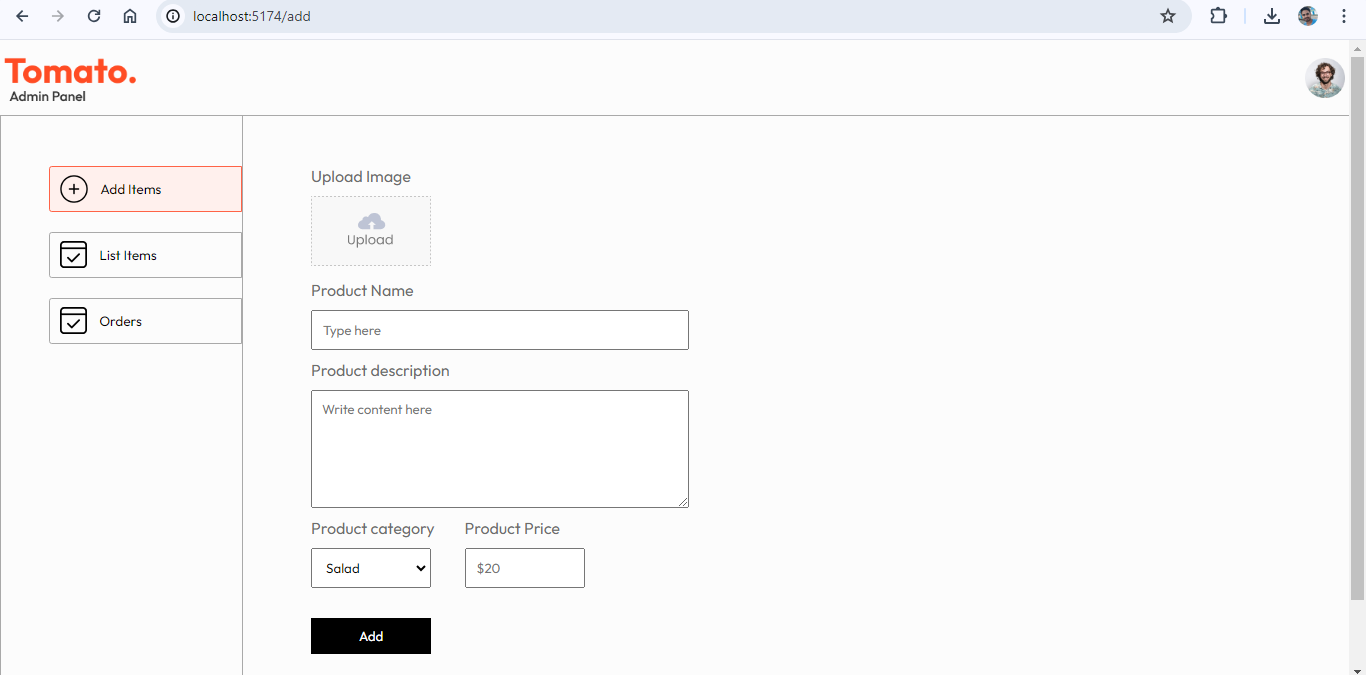 localhost:5174/add
Tomato.
Admin Panel
Add Items
List Items
Orders
Upload Image
Upload
Product Name
Type here
Product description
Write content here
Product category
Product Price
Salad
$20
Add